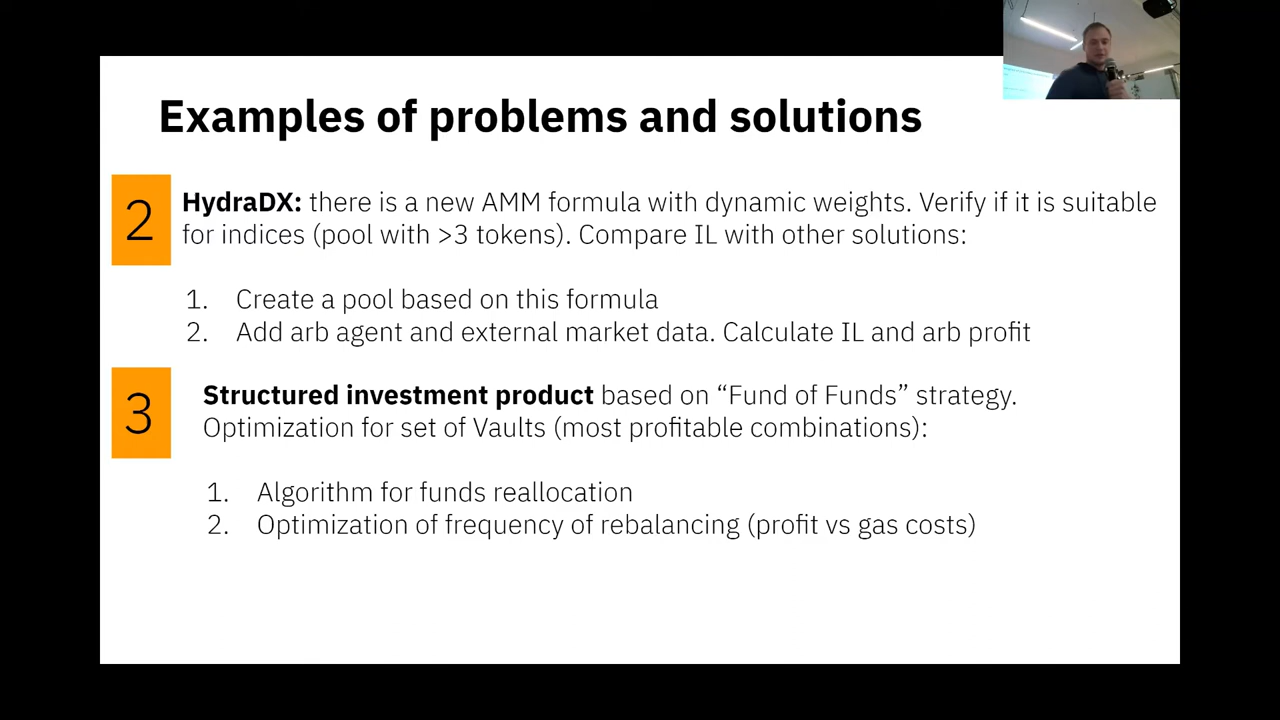 Examples of problems and solutions
2
HydraDX: there is a new AMM formula with dynamic weights. Verify if it is suitable
for indices (pool with >3 tokens). Compare IL with other solutions:
1. Create a pool based on this formula
2. Add arb agent and external market data. Calculate IL and arb profit
3
Structured investment product based on “Fund of Funds” strategy.
Optimization for set of Vaults (most profitable combinations):
1. Algorithm for funds reallocation
2. Optimization of frequency of rebalancing (profit vs gas costs)